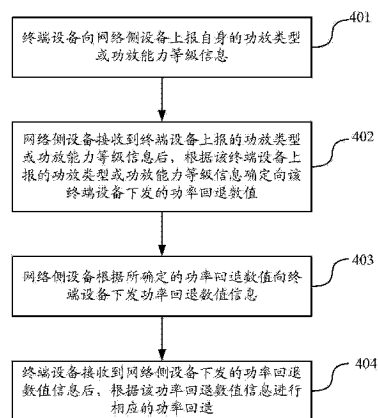 终端设备向网络侧设备上报自身的功放类型
或功放能力等级信息
401
网络侧设备接收到终端设备上报的功放类型
或功放能力等级信息后，根据该终端设备上
报的功放类型或功放能力等级信息确定向该
终端设备下发的功率回退数值
402
网络侧设备根据所确定的功率回退数值向终
端设备下发功率回退数值信息
403
终端设备接收到网络侧设备下发的功率回退
数值信息后，根据该功率回退数值信息进行
相应的功率回退
404